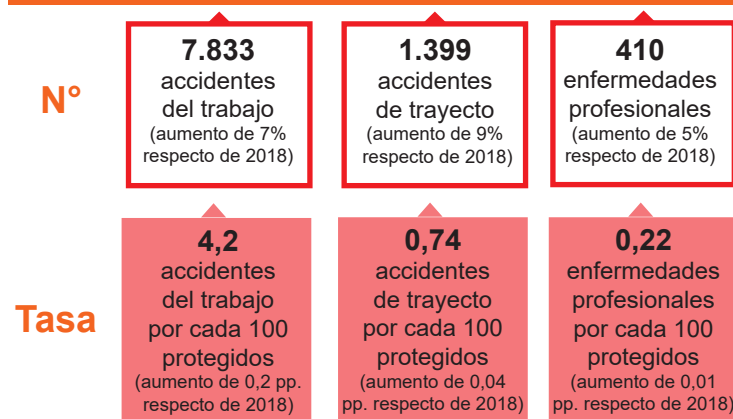 N°
7.833
accidentes
del trabajo
(aumento de 7%
respecto de 2018)
1.399
accidentes
de trayecto
(aumento de 9%
respecto de 2018)
410
enfermedades
profesionales
(aumento de 5%
respecto de 2018)
Tasa
4,2
accidentes
del trabajo
por cada 100
protegidos
(aumento de 0,2 pp.
respecto de 2018)
0,74
accidentes
de trayecto
por cada 100
protegidos
(aumento de 0,04
pp. respecto de 2018)
0,22
enfermedades
profesionales
por cada 100
protegidos
(aumento de 0,01
pp. respecto de 2018)